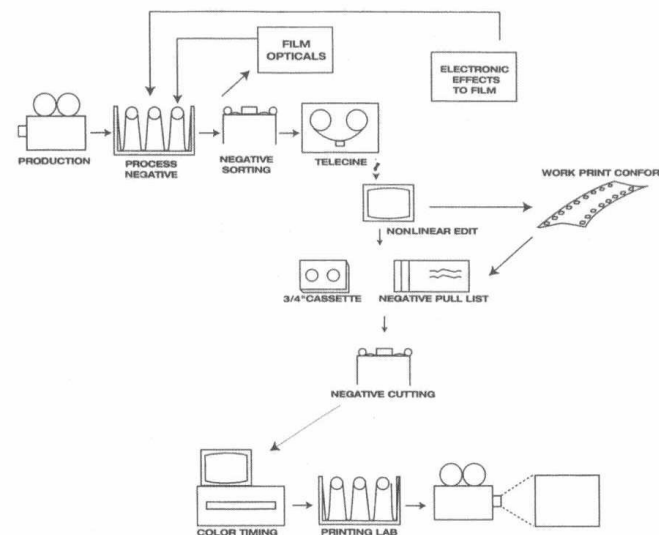 FILM
OPTICALS
ELECTRONIC
EFFECTS
TO FILM
PRODUCTION
PROCESS
NEGATIVE
NEGATIVE
SORTING
TELECINE
WORK PRINT CONFOR
NONLINEAR EDIT
3/4"CASSETTE
NEGATIVE PULL LIST
NEGATIVE CUTTING
COLOR TIMING
PRINTING LAB